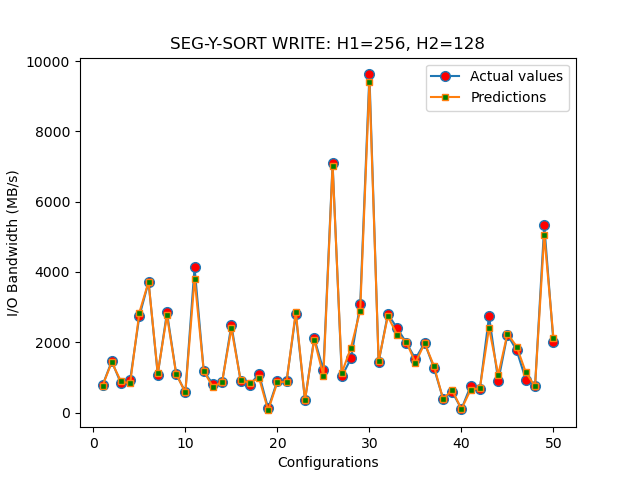 SEG-Y-SORT WRITE: H1=256, H2=128
Actual values
Predictions
I/O Bandwidth (MB/s)
10000
8000
6000
4000
2000
0
0 10 20 30 40 50
Configurations